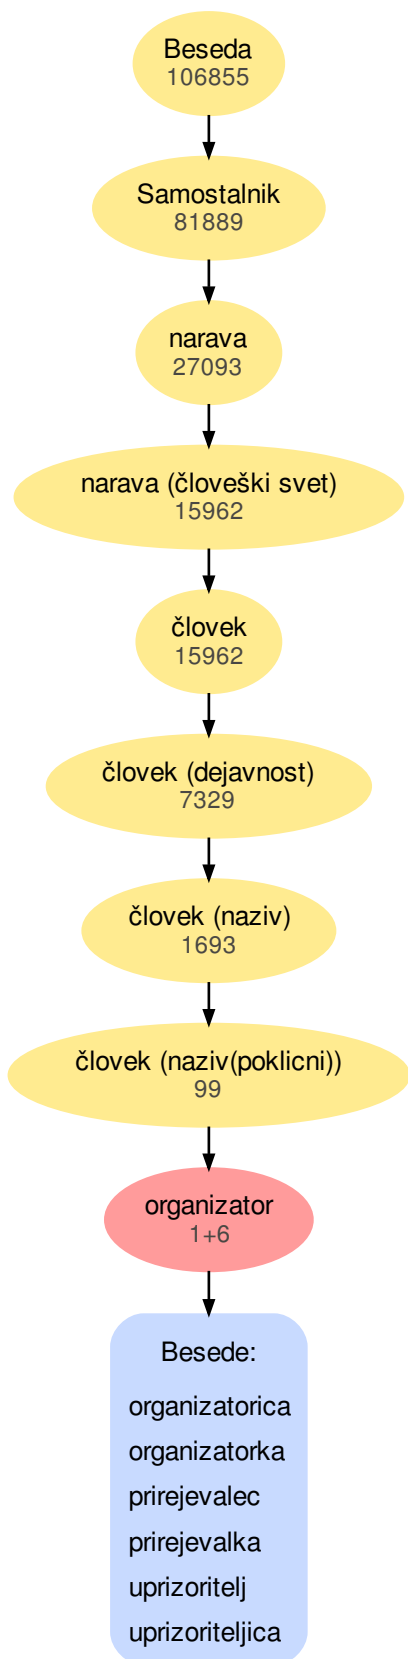 Beseda
106855
Samostalnik
81889
narava
27093
narava (človeški svet)
15962
človek
15962
človek (dejavnost)
7329
človek (naziv)
1693
človek (naziv(poklicni))
99
organizator
1+6
Besede:
organizatorica
organizatorka
prirejevalec
prirejevalka
uprizoritelj
uprizoriteljica